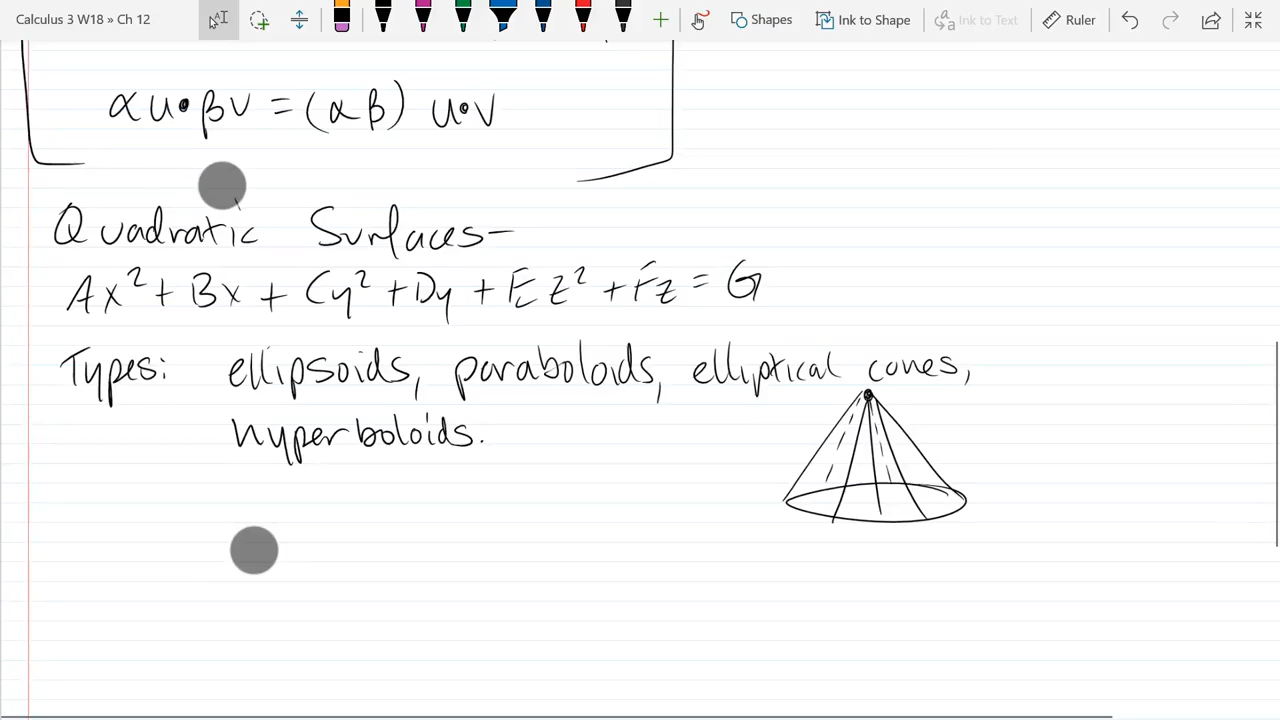 Calculus 3 W18 » Ch 12
Shapes
Ink to Shape
Ink to Text
Ruler
αu•βv = (αβ) u•v
Quadratic Surfaces-
Ax² + Bx + Cy² + Dy + Ez² + Fz = G
Types: ellipsoids, paraboloids, elliptical cones,
hyperboloids.